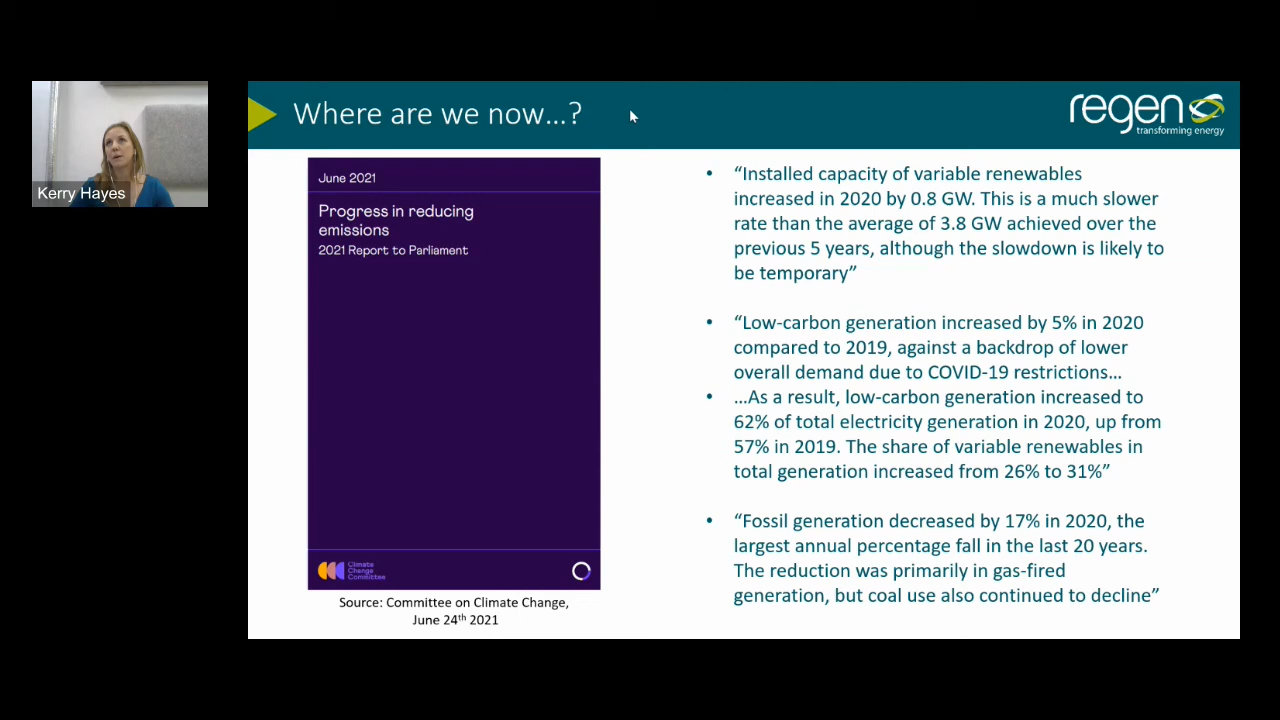 Where are we now...?
regen
transforming energy
Kerry Hayes
June 2021
Progress in reducing
emissions
2021 Report to Parliament
Climate
Change
Committee
Source: Committee on Climate Change,
June 24th 2021
• “Installed capacity of variable renewables
increased in 2020 by 0.8 GW. This is a much slower
rate than the average of 3.8 GW achieved over the
previous 5 years, although the slowdown is likely to
be temporary”
• “Low-carbon generation increased by 5% in 2020
compared to 2019, against a backdrop of lower
overall demand due to COVID-19 restrictions…
• …As a result, low-carbon generation increased to
62% of total electricity generation in 2020, up from
57% in 2019. The share of variable renewables in
total generation increased from 26% to 31%”
• “Fossil generation decreased by 17% in 2020, the
largest annual percentage fall in the last 20 years.
The reduction was primarily in gas-fired
generation, but coal use also continued to decline”